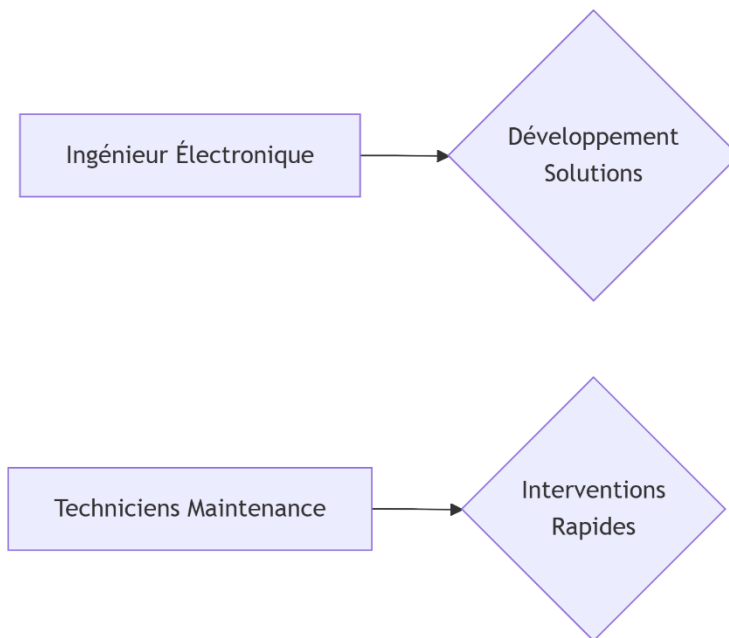 Ingénieur Électronique
Développement
Solutions
Techniciens Maintenance
Interventions
Rapides